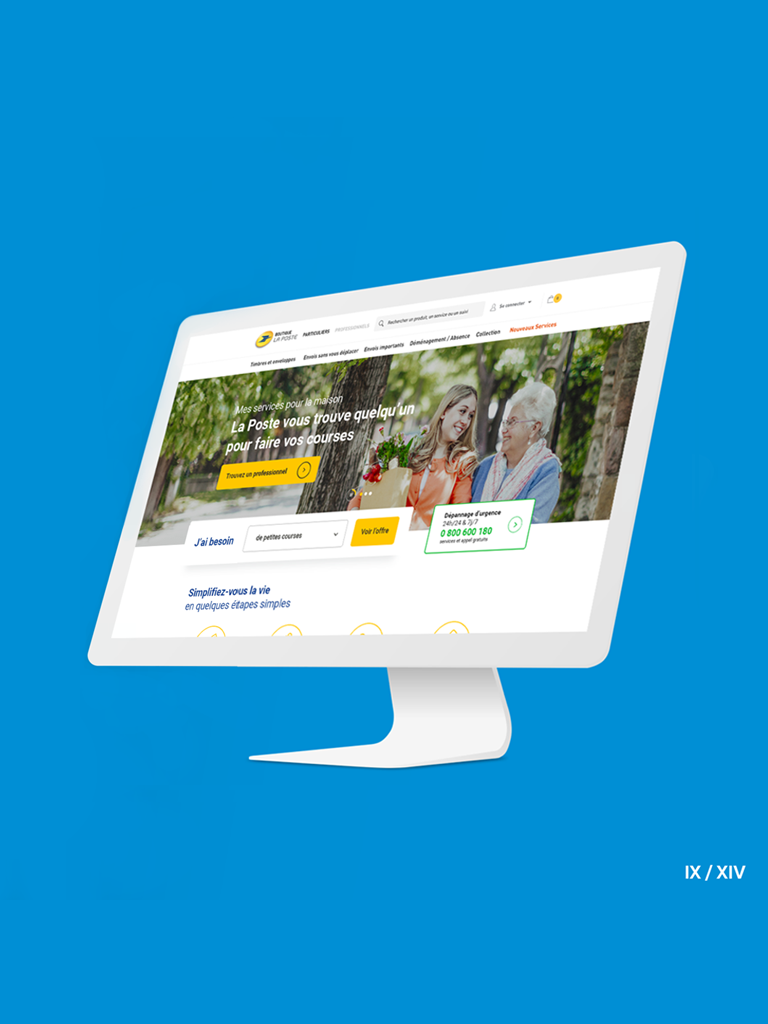 BOUTIQUE
LA POSTE
PARTICULIERS
PROFESSIONNELS
Rechercher un produit, un service ou un suivi
Se connecter
Timbres et enveloppes
Envois sans vous déplacer
Envois importants
Déménagement / Absence
Collection
Nouveaux Services
Mes services pour la maison
La Poste vous trouve quelqu'un
pour faire vos courses
Trouvez un professionnel
J'ai besoin
de petites courses
Voir l'offre
Dépannage d'urgence
24h/24 & 7j/7
0 800 600 180
services et appel gratuits
Simplifiez-vous la vie
en quelques étapes simples
IX / XIV